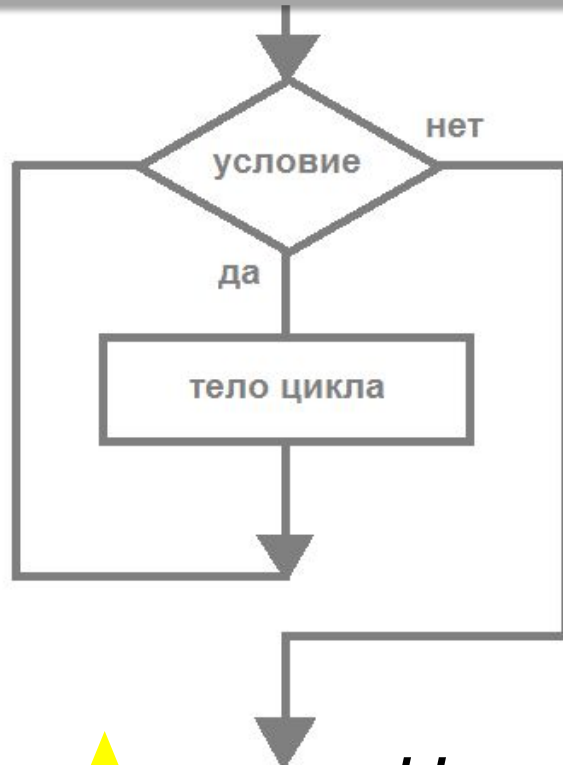 нет
условие
да
тело цикла